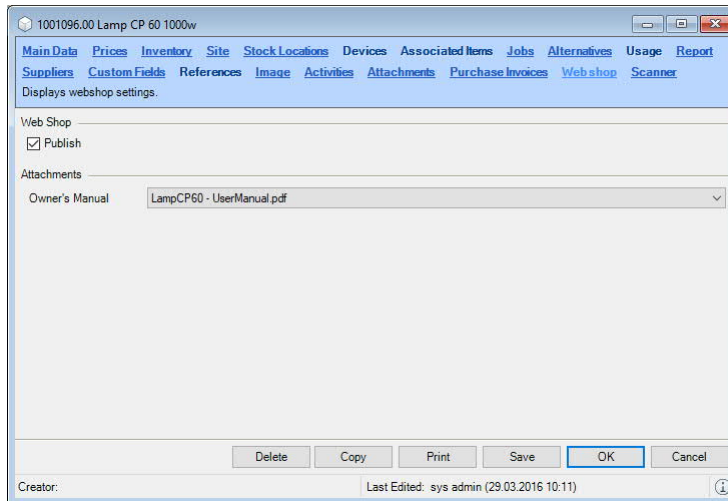 1001096.00 Lamp CP 60 1000w
Main Data Prices Inventory Site Stock Locations Devices Associated Items Jobs Alternatives Usage Report
Suppliers Custom Fields References Image Activities Attachments Purchase Invoices Webshop Scanner
Displays webshop settings.
Web Shop
Publish
Attachments
Owner's Manual LampCP60 - UserManual.pdf
Delete Copy Print Save OK Cancel
Creator: Last Edited: sys admin (29.03.2016 10:11)